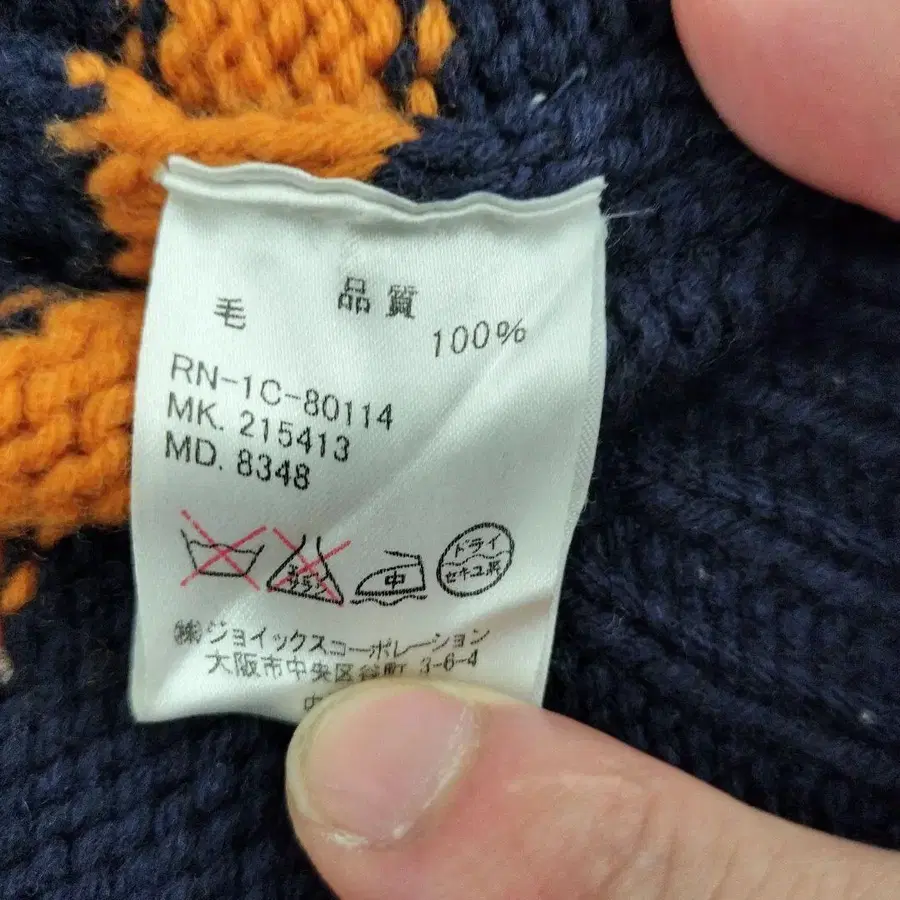 品質
毛 100%
RN-1C-80114
MK. 215413
MD. 8348
中
ドライ
セキユ系
㈱ジョイックスコーポレーション
大阪市中央区谷町 3-6-4